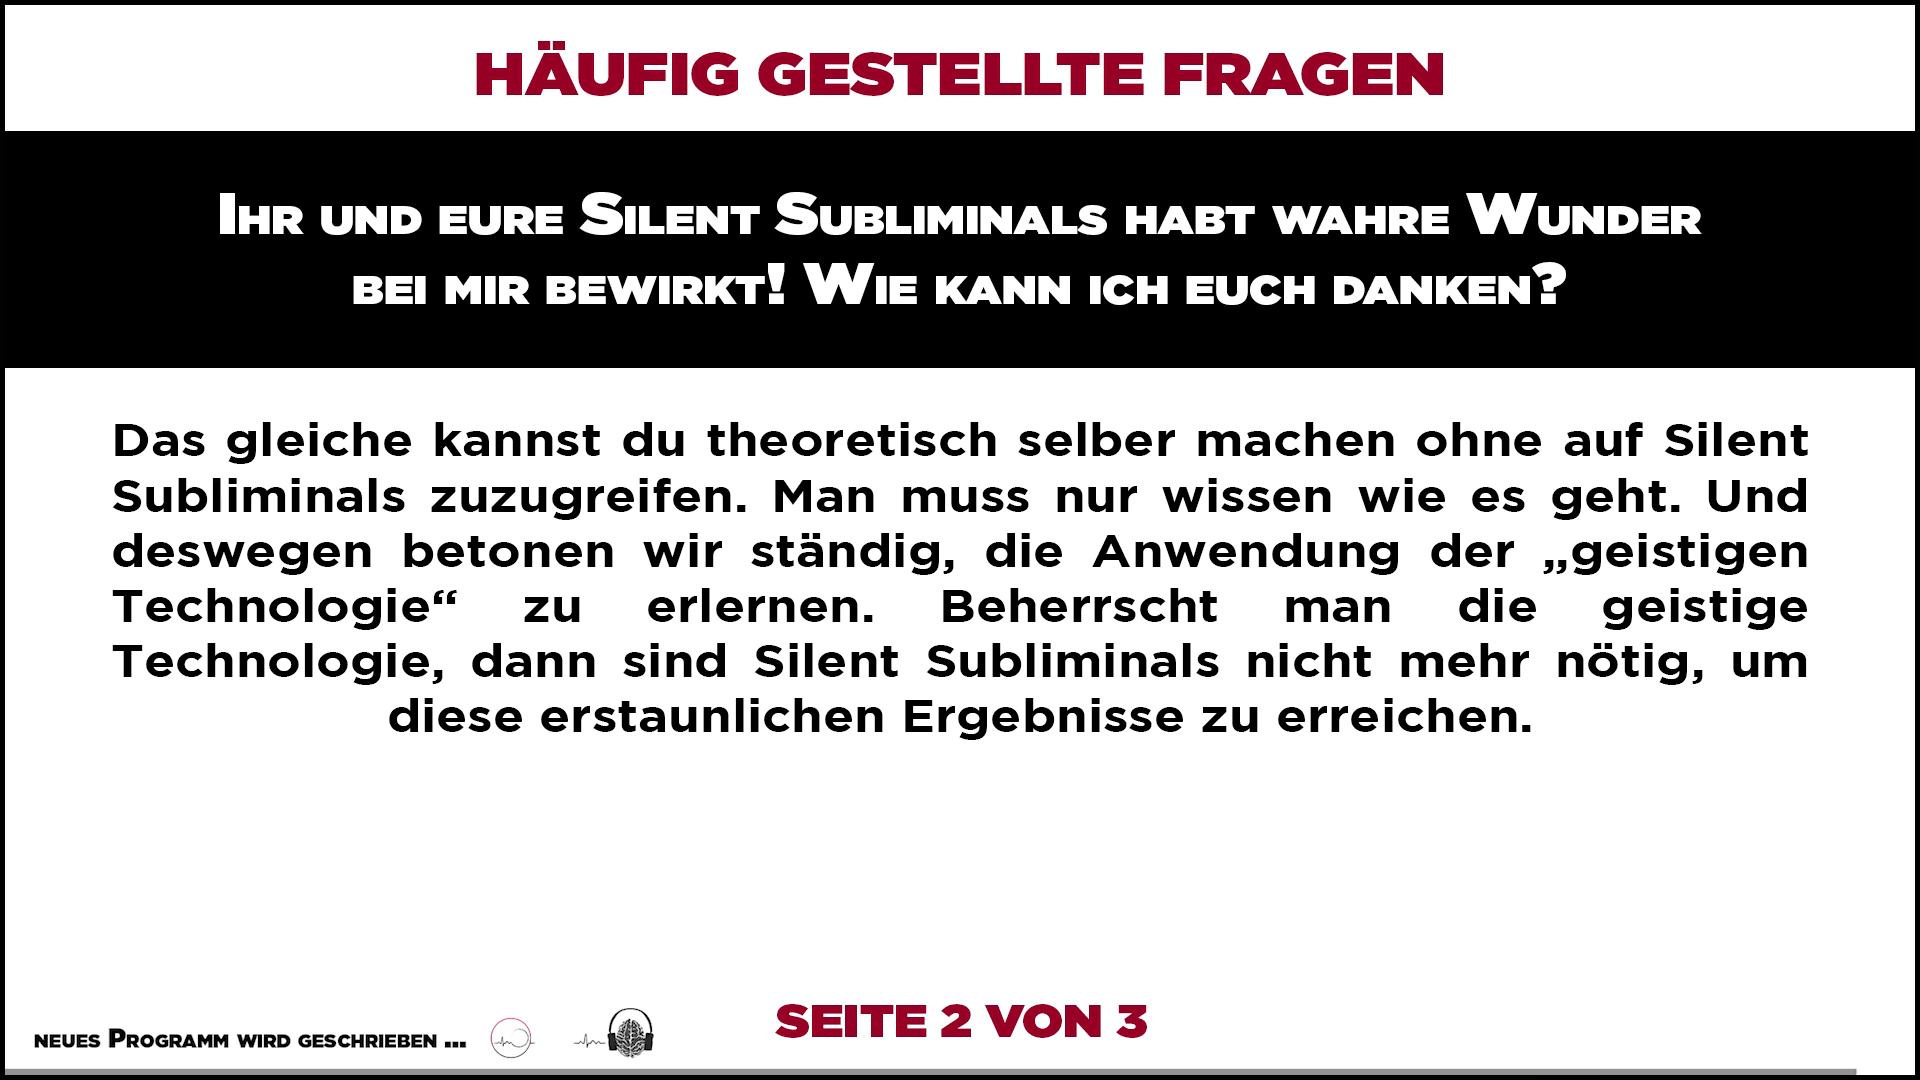 HÄUFIG GESTELLTE FRAGEN
Ihr und eure Silent Subliminals habt wahre Wunder
bei mir bewirkt! Wie kann ich euch danken?
Das gleiche kannst du theoretisch selber machen ohne auf Silent
Subliminals zuzugreifen. Man muss nur wissen wie es geht. Und
deswegen betonen wir ständig, die Anwendung der „geistigen
Technologie“ zu erlernen. Beherrscht man die geistige
Technologie, dann sind Silent Subliminals nicht mehr nötig, um
diese erstaunlichen Ergebnisse zu erreichen.
neues Programm wird geschrieben ...
SEITE 2 VON 3